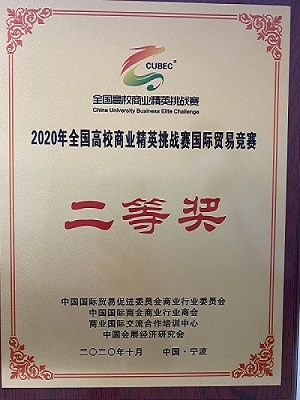 CUBEC®
全国高校商业精英挑战赛
China University Business Elite Challenge
2020年全国高校商业精英挑战赛国际贸易竞赛
二等奖
中国国际贸易促进委员会商业行业委员会
中国国际商会商业行业商会
商业国际交流合作培训中心
中国会展经济研究会
二〇二〇年十月 中国·宁波